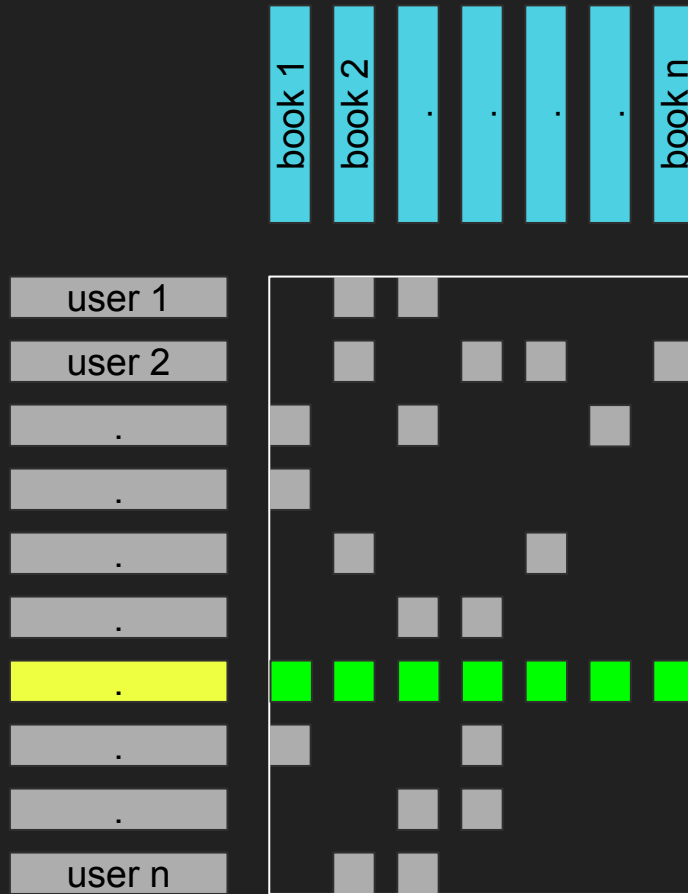 book 1
book 2
.
.
.
.
book n
user 1
user 2
.
.
.
.
.
.
.
user n